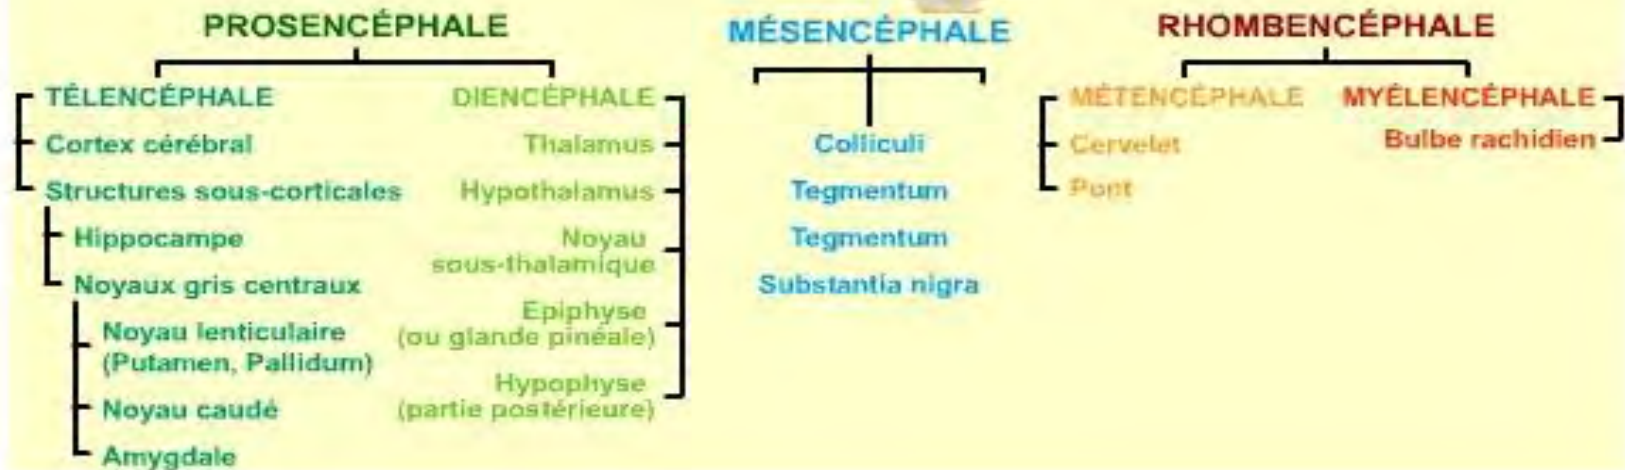 PROSENCÉPHALE
TÉLENCÉPHALE
Cortex cérébral
Structures sous-corticales
Hippocampe
Noyaux gris centraux
Noyau lenticulaire
(Putamen, Pallidum)
Noyau caudé
Amygdale
DIENCÉPHALE
Thalamus
Hypothalamus
Noyau
sous-thalamique
Epiphyse
(ou glande pinéale)
Hypophyse
(partie postérieure)
MÉSENCÉPHALE
Colliculi
Tegmentum
Tegmentum
Substantia nigra
RHOMBENCÉPHALE
MÉTENCÉPHALE
Cervelet
Pont
MYÉLENCÉPHALE
Bulbe rachidien